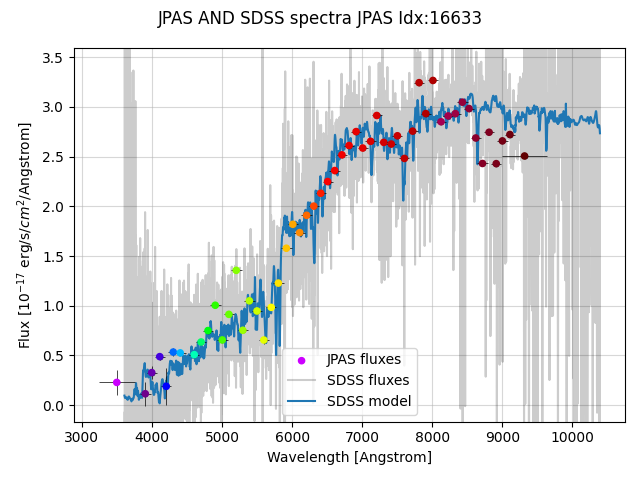 JPAS AND SDSS spectra JPAS Idx:16633
3.5
3.0
2.5
2.0
1.5
1.0
0.5
0.0
Flux [10⁻¹⁷ erg/s/cm²/Angstrom]
JPAS fluxes
SDSS fluxes
SDSS model
3000 4000 5000 6000 7000 8000 9000 10000
Wavelength [Angstrom]